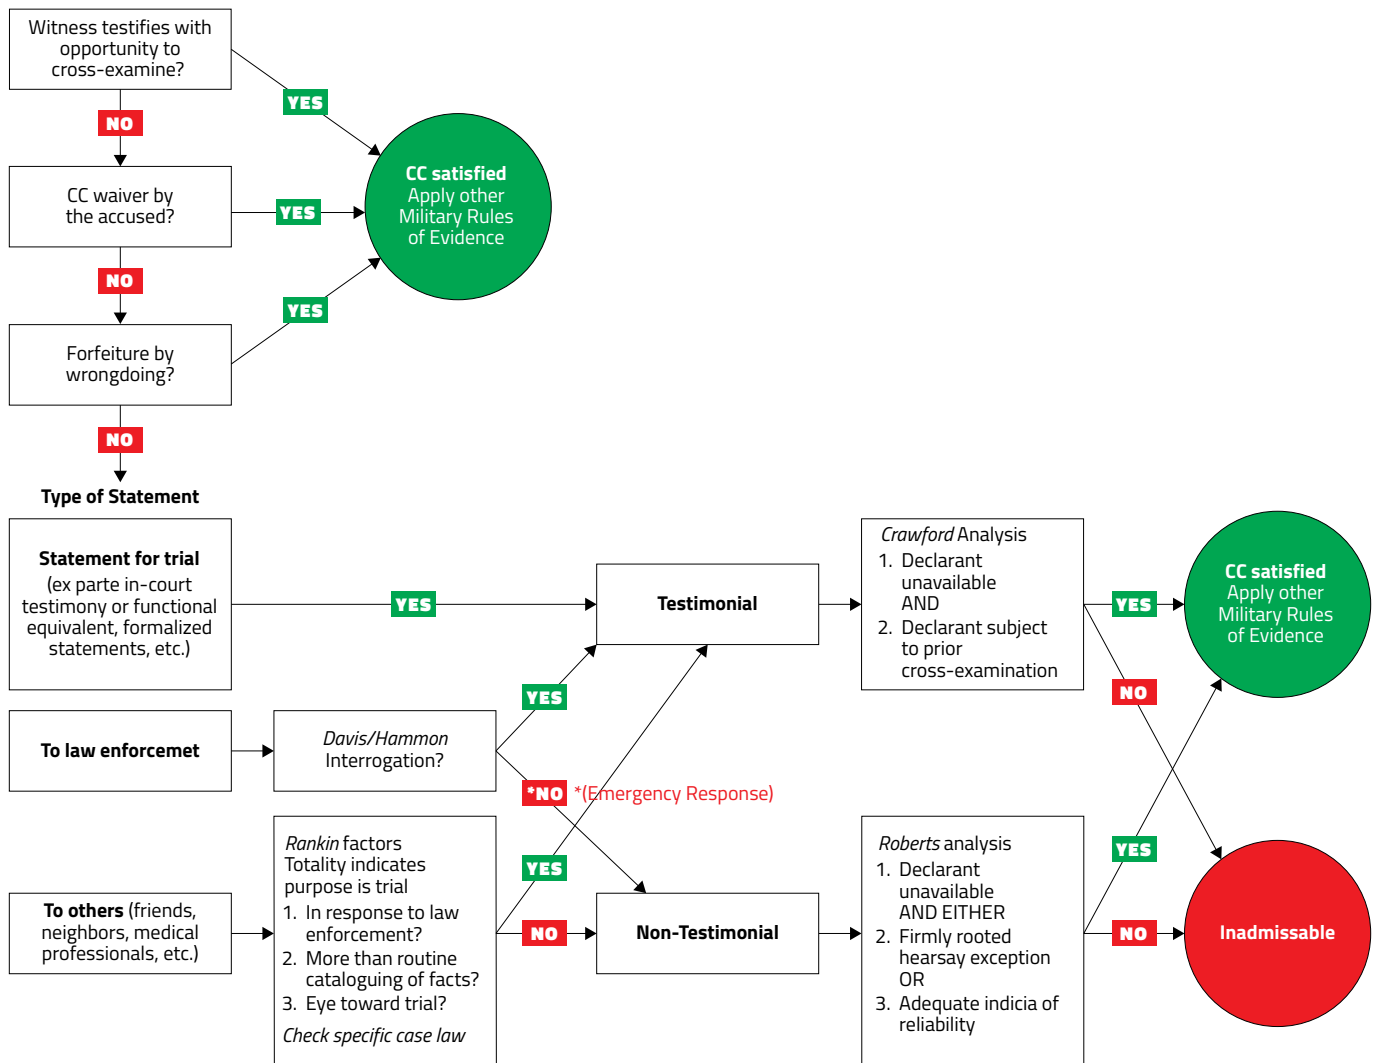 Witness testifies with
opportunity to
cross-examine?
YES
NO
CC satisfied
Apply other
Military Rules
of Evidence
CC waiver by
the accused?
YES
NO
YES
Forfeiture by
wrongdoing?
NO
Type of Statement
Statement for trial
(ex parte in-court
testimony or functional
equivalent, formalized
statements, etc.)
YES
Testimonial
Crawford Analysis
1. Declarant
unavailable
AND
2. Declarant subject
to prior
cross-examination
YES
NO
CC satisfied
Apply other
Military Rules
of Evidence
To law enforcemet
Davis/Hammon
Interrogation?
YES
*NO *(Emergency Response)
To others (friends,
neighbors, medical
professionals, etc.)
Rankin factors
Totality indicates
purpose is trial
1. In response to law
enforcement?
2. More than routine
cataloguing of facts?
3. Eye toward trial?
Check specific case law
YES
NO
Non-Testimonial
Roberts analysis
1. Declarant
unavailable
AND EITHER
2. Firmly rooted
hearsay exception
OR
3. Adequate indicia of
reliability
YES
NO
Inadmissable